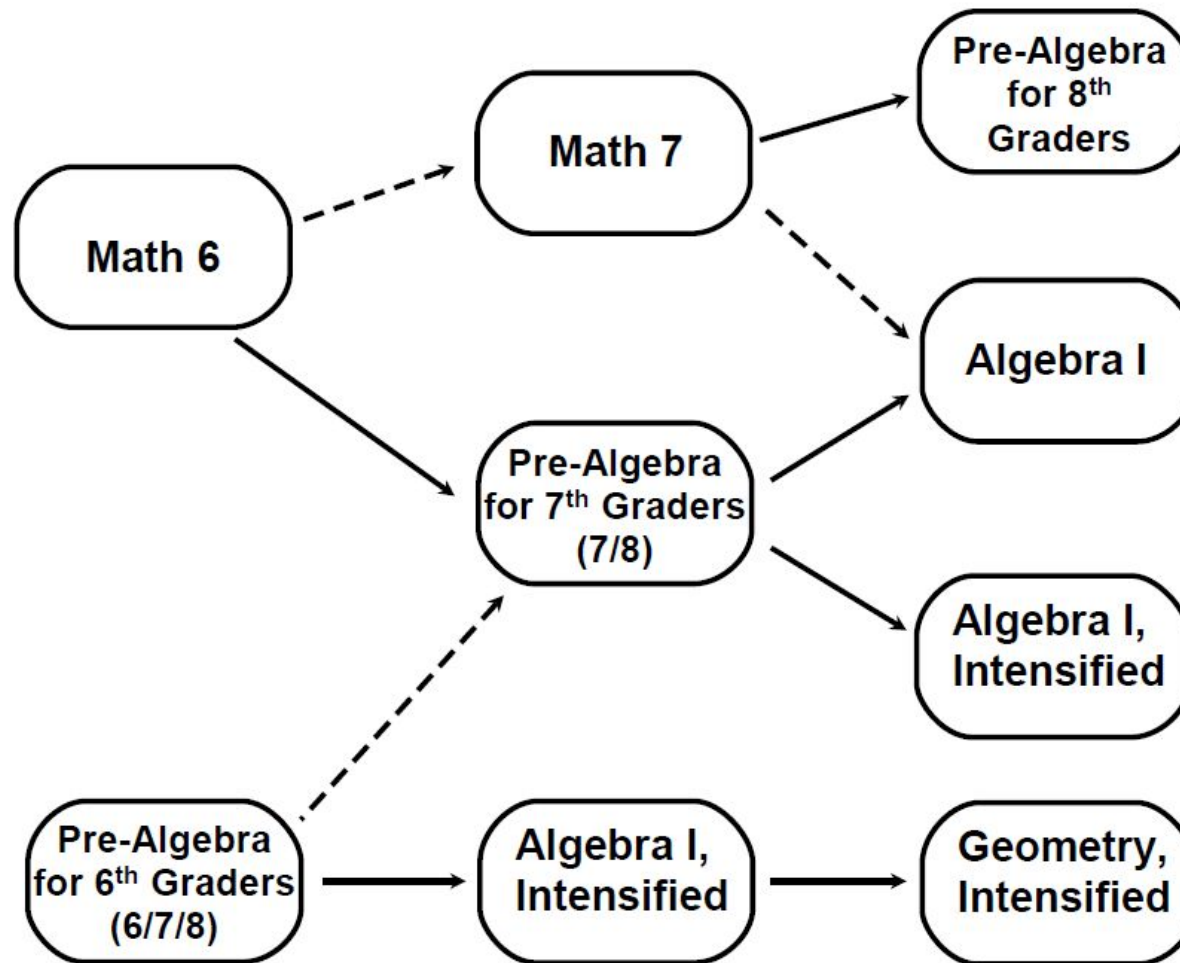 Pre-Algebra
for 8th
Graders
Math 7
Math 6
Algebra I
Pre-Algebra
for 7th Graders
(7/8)
Algebra I,
Intensified
Pre-Algebra
for 6th Graders
(6/7/8)
Algebra I,
Intensified
Geometry,
Intensified